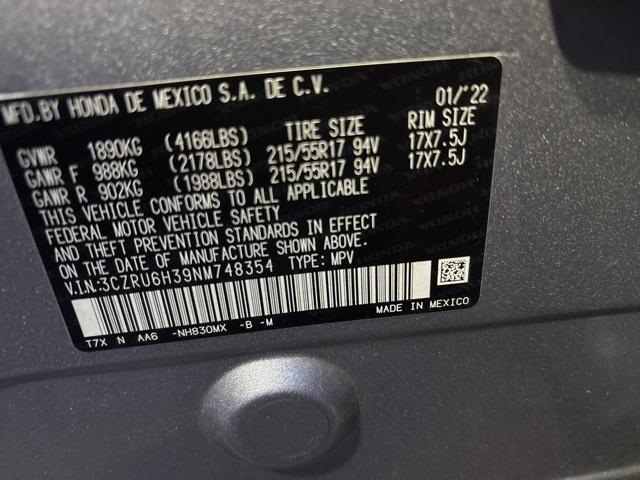 MFD.BY HONDA DE MEXICO S.A. DE C.V. 01/'22
TIRE SIZE RIM SIZE
GVWR 1890KG (4166LBS)
GAWR F 988KG (2178LBS) 215/55R17 94V 17X7.5J
GAWR R 902KG (1988LBS) 215/55R17 94V 17X7.5J
THIS VEHICLE CONFORMS TO ALL APPLICABLE
FEDERAL MOTOR VEHICLE SAFETY
AND THEFT PREVENTION STANDARDS IN EFFECT
ON THE DATE OF MANUFACTURE SHOWN ABOVE.
V.I.N:3CZRU6H39NM748354 TYPE: MPV
MADE IN MEXICO
T7X N AA6 -NH830MX -B -M